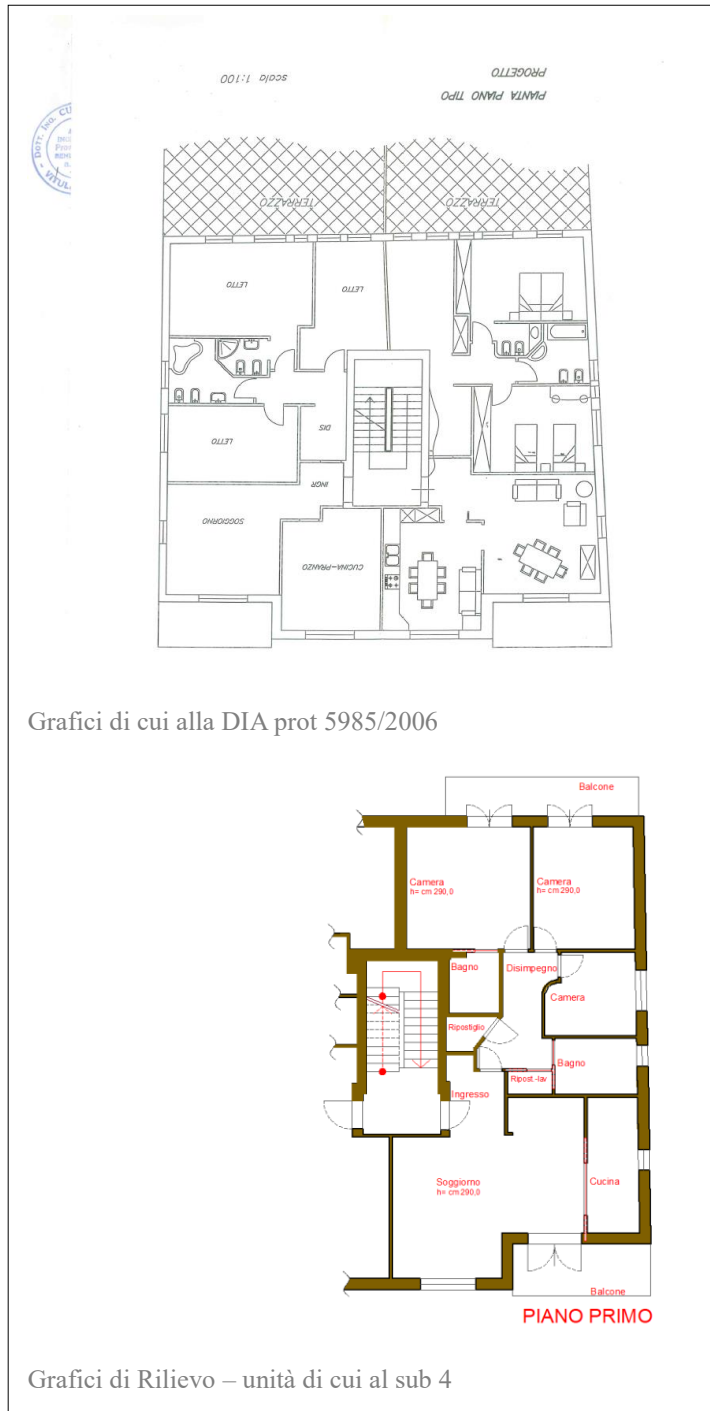 scala 1:100
PROGETTO
PIANTA PIANO TIPO
TERRAZZO
TERRAZZO
LETTO
LETTO
LETTO
DIS
INGR
SOGGIORNO
CUCINA-PRANZO
Grafici di cui alla DIA prot 5985/2006
Balcone
Camera
h= cm 290,0
Camera
h= cm 290,0
Bagno
Disimpegno
Camera
Ripostiglio
Bagno
Ripost.-lav
Ingresso
Soggiorno
h= cm 290,0
Cucina
Balcone
PIANO PRIMO
Grafici di Rilievo – unità di cui al sub 4